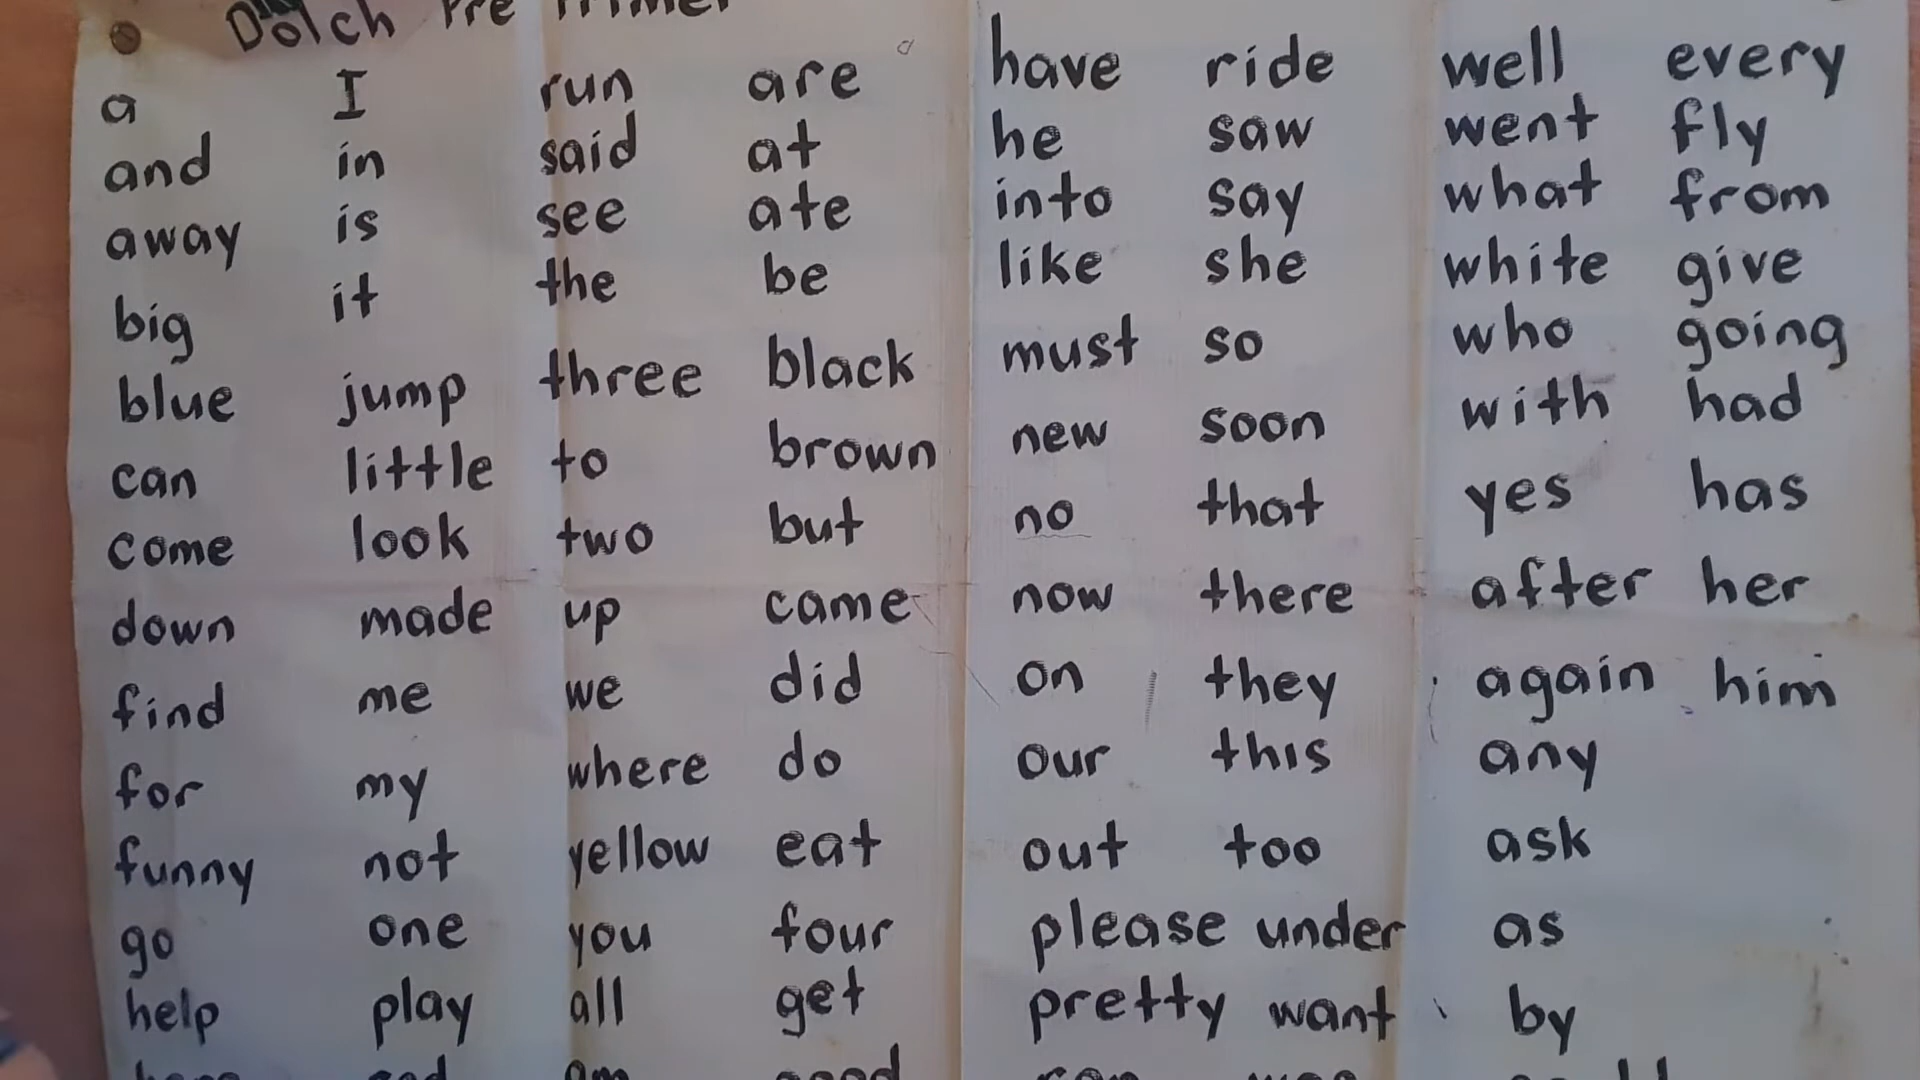 Dolch Pre Primer
a I run are have ride well every
and in said at he saw went fly
away is see ate into say what from
big it the be like she white give
blue jump three black must so who going
can little to brown new soon with had
come look two but no that yes has
down made up came now there after her
find me we did on they again him
for my where do our this any
funny not yellow eat out too ask
go one you four please under as
help play all get pretty want by
am good